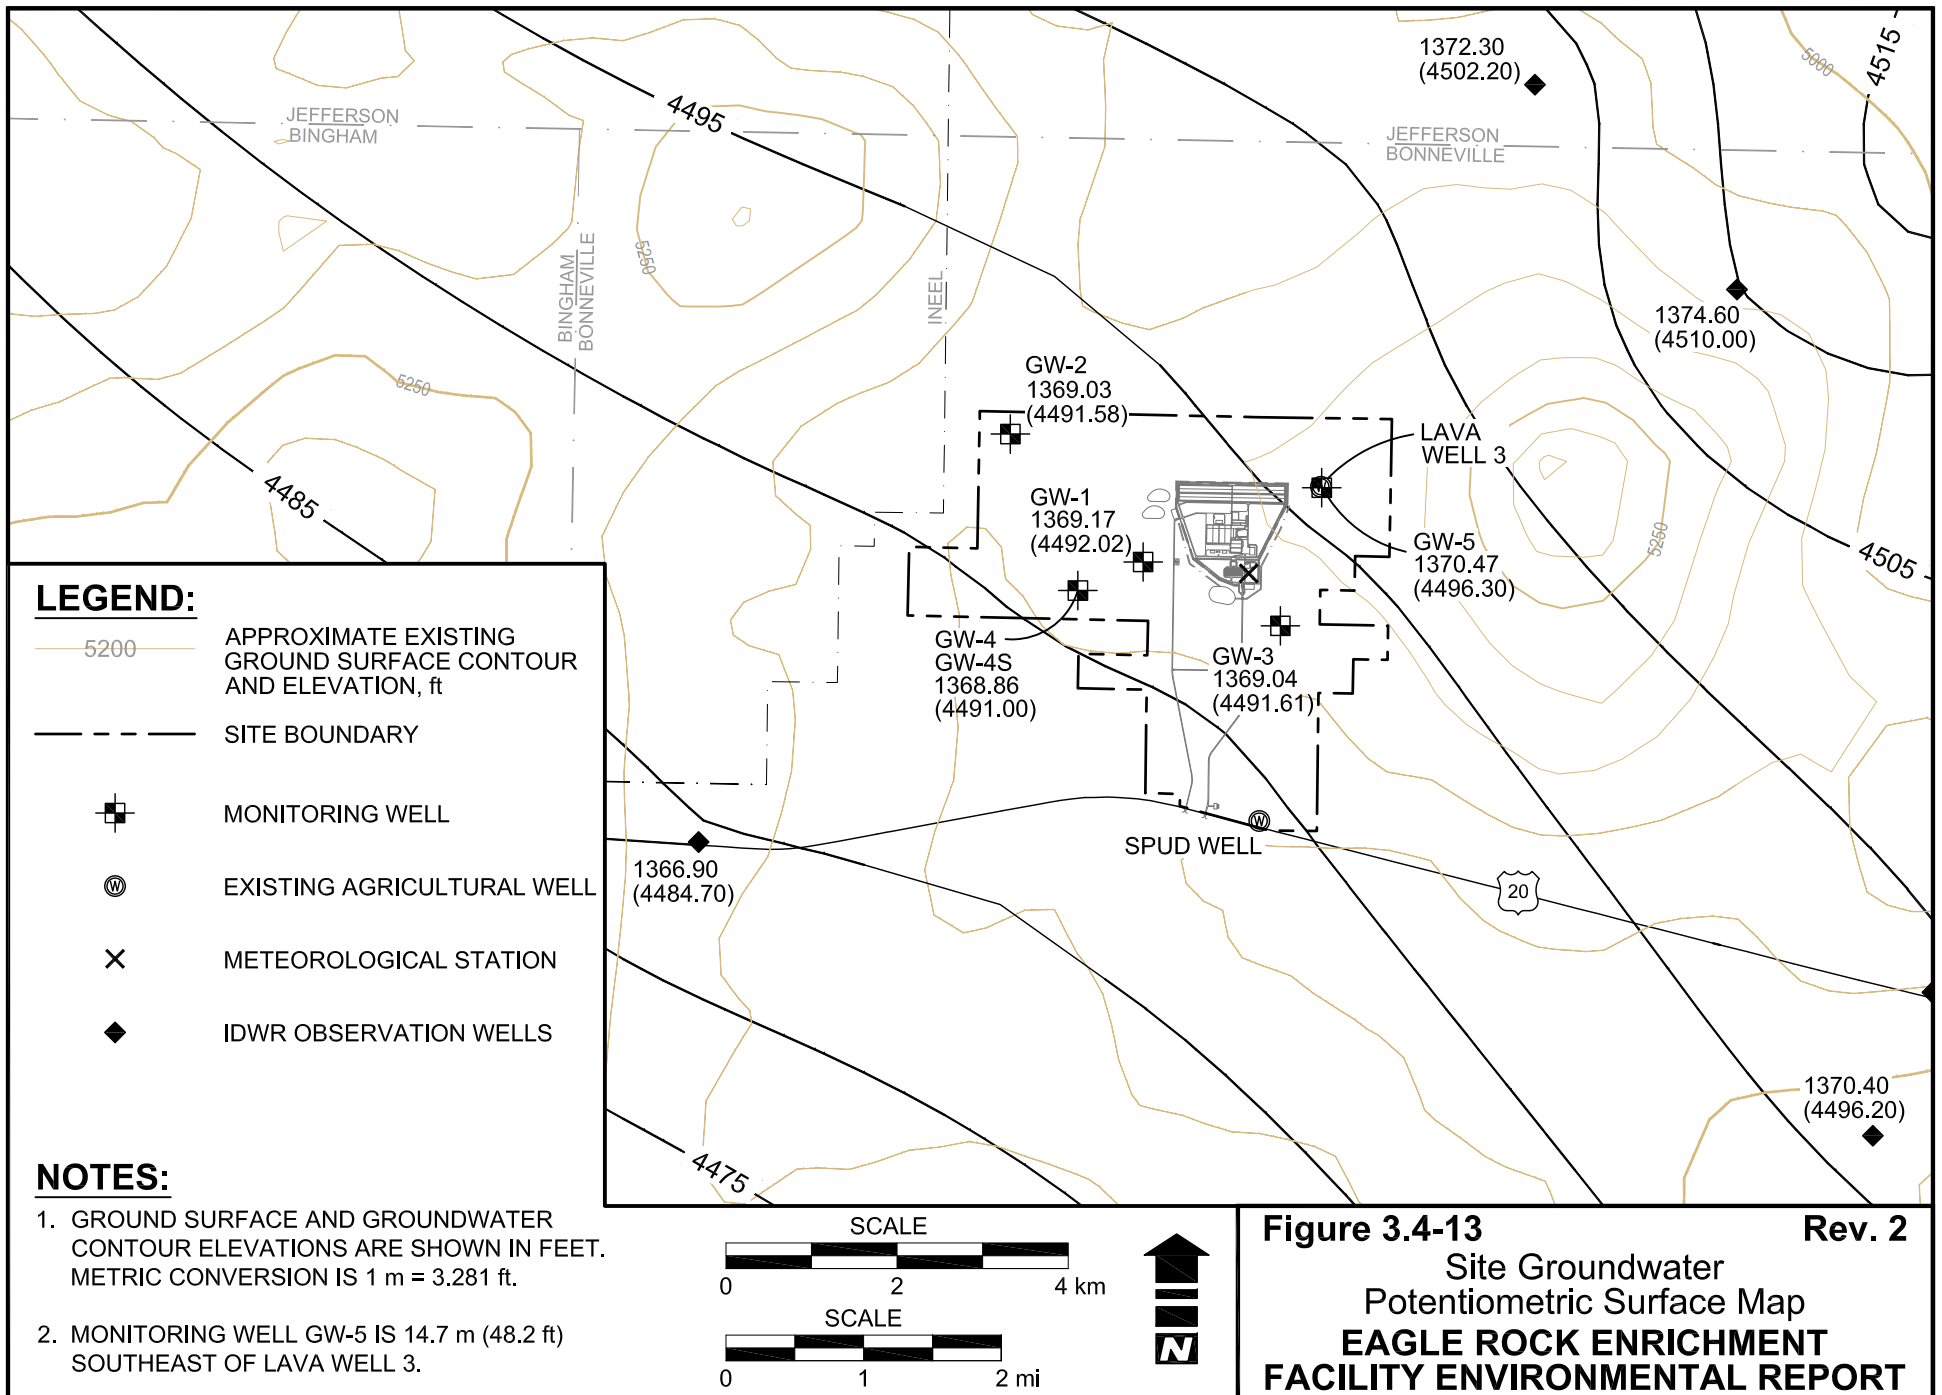 1372.30
(4502.20)
4515
5000
4495
JEFFERSON
BINGHAM
JEFFERSON
BONNEVILLE
BINGHAM
BONNEVILLE
5250
INEEL
1374.60
(4510.00)
GW-2
1369.03
(4491.58)
5250
LAVA
WELL 3
4485
GW-1
1369.17
(4492.02)
W
GW-5
1370.47
(4496.30)
5250
4505
GW-4
GW-4S
1368.86
(4491.00)
GW-3
1369.04
(4491.61)
W
SPUD WELL
1366.90
(4484.70)
20
1370.40
(4496.20)
4475
LEGEND:
5200
APPROXIMATE EXISTING
GROUND SURFACE CONTOUR
AND ELEVATION, ft
SITE BOUNDARY
MONITORING WELL
W
EXISTING AGRICULTURAL WELL
METEOROLOGICAL STATION
IDWR OBSERVATION WELLS
NOTES:
1. GROUND SURFACE AND GROUNDWATER
CONTOUR ELEVATIONS ARE SHOWN IN FEET.
METRIC CONVERSION IS 1 m = 3.281 ft.
2. MONITORING WELL GW-5 IS 14.7 m (48.2 ft)
SOUTHEAST OF LAVA WELL 3.
SCALE
0 2 4 km
SCALE
0 1 2 mi
N
Figure 3.4-13 Rev. 2
Site Groundwater
Potentiometric Surface Map
EAGLE ROCK ENRICHMENT
FACILITY ENVIRONMENTAL REPORT